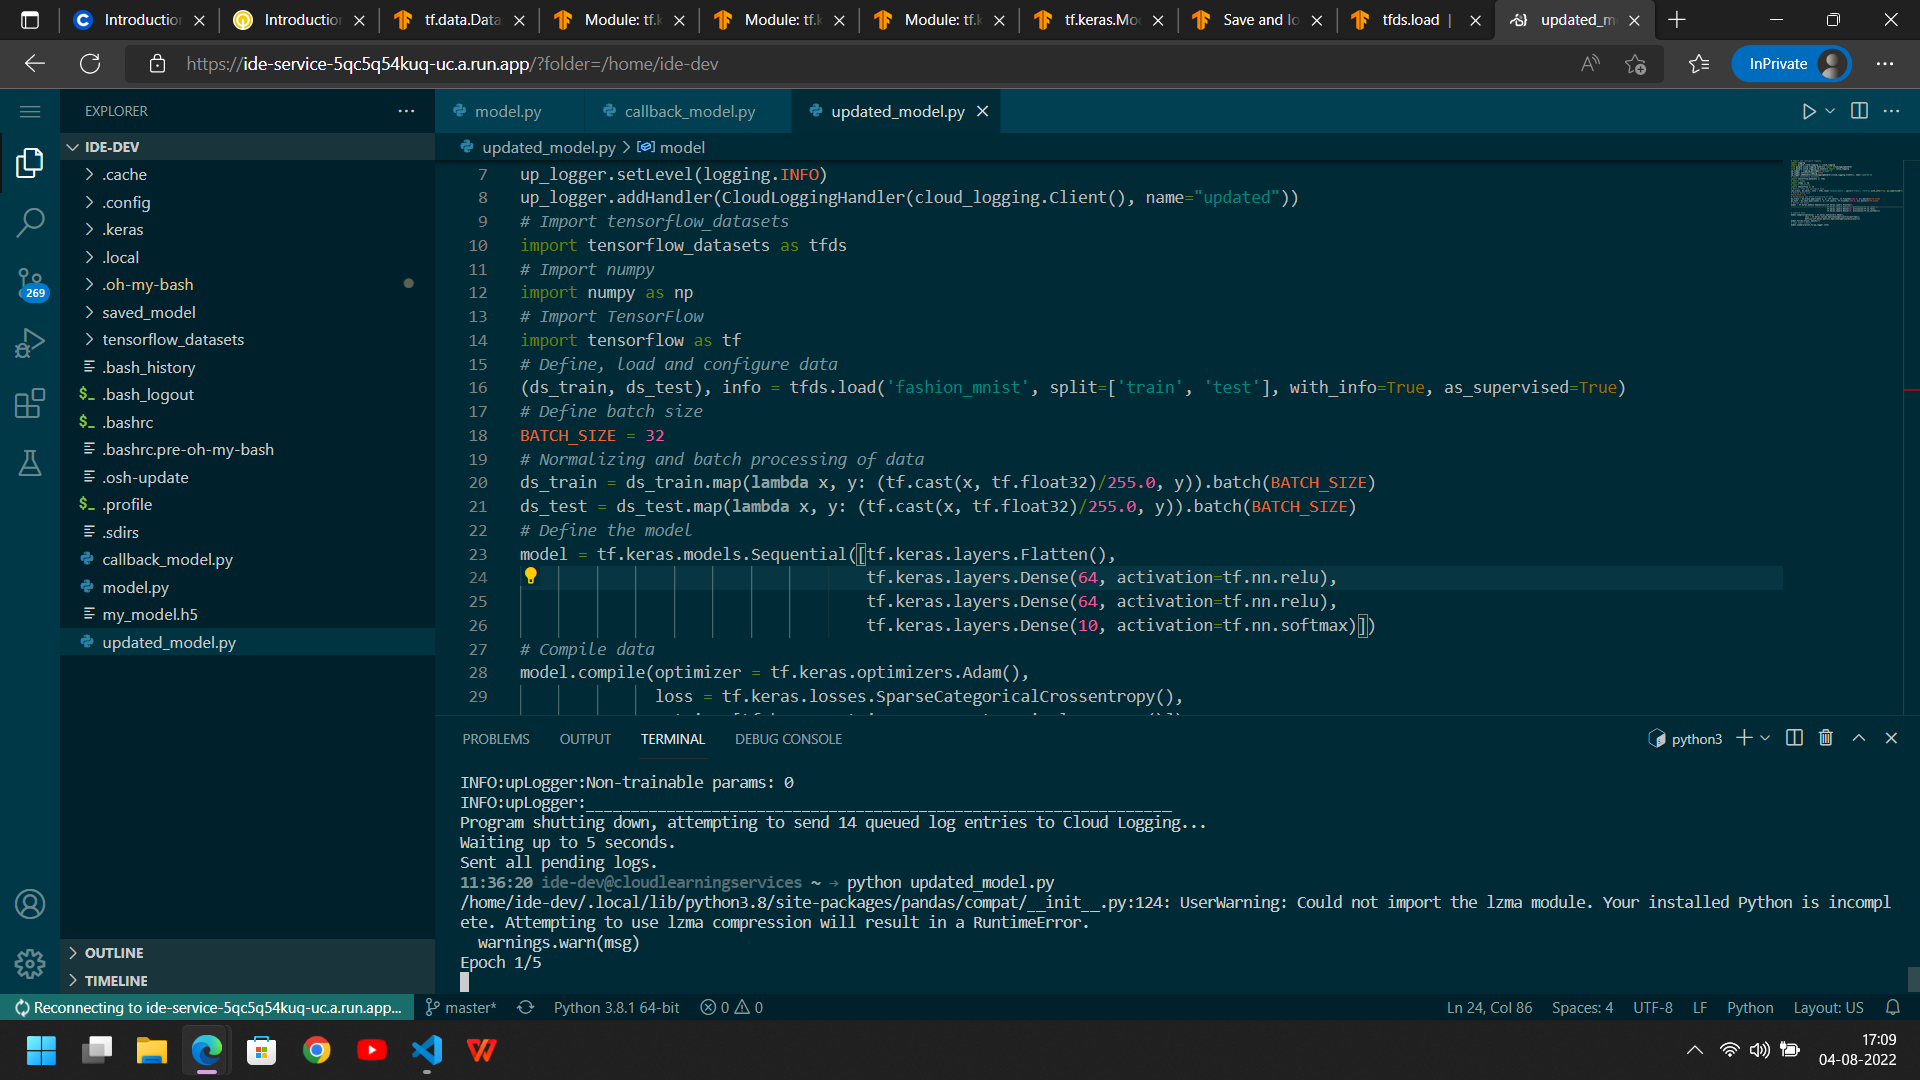 Introduction
Introduction
tf.data.Data
Module: tf.k
Module: tf.k
Module: tf.k
tf.keras.Mo
Save and lo
tfds.load |
updated_m
https://ide-service-5qc5q54kuq-uc.a.run.app/?folder=/home/ide-dev
InPrivate
EXPLORER
IDE-DEV
.cache
.config
.keras
.local
.oh-my-bash
saved_model
tensorflow_datasets
.bash_history
.bash_logout
.bashrc
.bashrc.pre-oh-my-bash
.osh-update
.profile
.sdirs
callback_model.py
model.py
my_model.h5
updated_model.py
OUTLINE
TIMELINE
269
model.py
callback_model.py
updated_model.py
updated_model.py > model
7 up_logger.setLevel(logging.INFO)
8 up_logger.addHandler(CloudLoggingHandler(cloud_logging.Client(), name="updated"))
9 # Import tensorflow_datasets
10 import tensorflow_datasets as tfds
11 # Import numpy
12 import numpy as np
13 # Import TensorFlow
14 import tensorflow as tf
15 # Define, load and configure data
16 (ds_train, ds_test), info = tfds.load('fashion_mnist', split=['train', 'test'], with_info=True, as_supervised=True)
17 # Define batch size
18 BATCH_SIZE = 32
19 # Normalizing and batch processing of data
20 ds_train = ds_train.map(lambda x, y: (tf.cast(x, tf.float32)/255.0, y)).batch(BATCH_SIZE)
21 ds_test = ds_test.map(lambda x, y: (tf.cast(x, tf.float32)/255.0, y)).batch(BATCH_SIZE)
22 # Define the model
23 model = tf.keras.models.Sequential([tf.keras.layers.Flatten(),
24 tf.keras.layers.Dense(64, activation=tf.nn.relu),
25 tf.keras.layers.Dense(64, activation=tf.nn.relu),
26 tf.keras.layers.Dense(10, activation=tf.nn.softmax)])
27 # Compile data
28 model.compile(optimizer = tf.keras.optimizers.Adam(),
29 loss = tf.keras.losses.SparseCategoricalCrossentropy(),
PROBLEMS
OUTPUT
TERMINAL
DEBUG CONSOLE
python3
INFO:upLogger:Non-trainable params: 0
INFO:upLogger:_________________________________________________________________
Program shutting down, attempting to send 14 queued log entries to Cloud Logging...
Waiting up to 5 seconds.
Sent all pending logs.
11:36:20 ide-dev@cloudlearningservices ~ → python updated_model.py
/home/ide-dev/.local/lib/python3.8/site-packages/pandas/compat/__init__.py:124: UserWarning: Could not import the lzma module. Your installed Python is incompl
ete. Attempting to use lzma compression will result in a RuntimeError.
warnings.warn(msg)
Epoch 1/5
Reconnecting to ide-service-5qc5q54kuq-uc.a.run.app...
master*
Python 3.8.1 64-bit
0 0
Ln 24, Col 86
Spaces: 4
UTF-8
LF
Python
Layout: US
17:09
04-08-2022